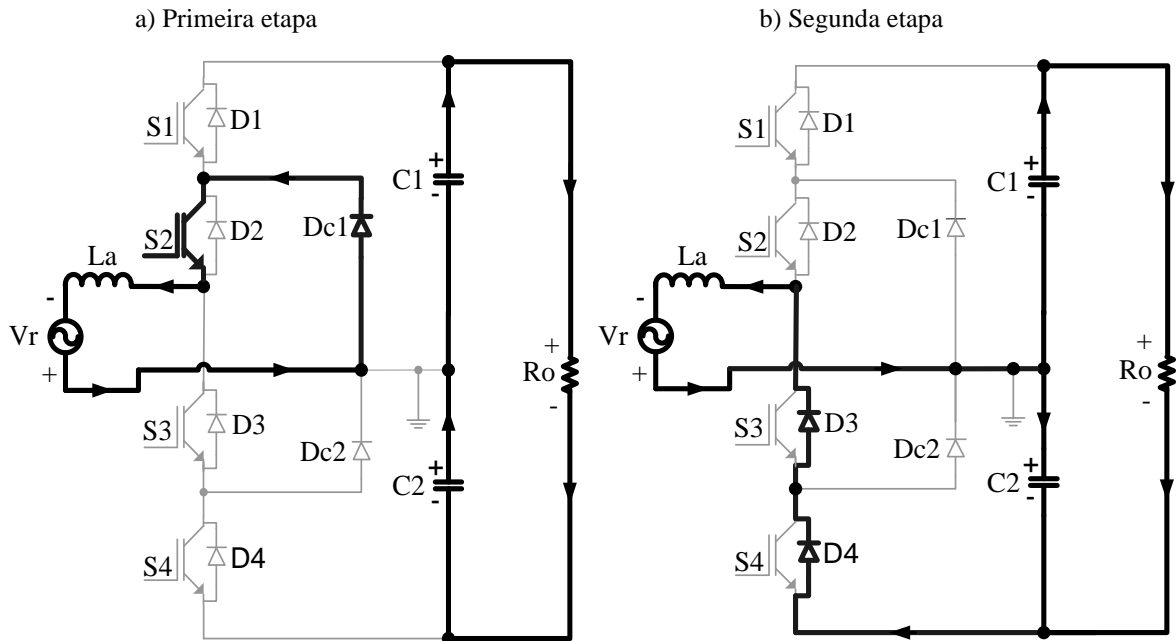 a) Primeira etapa
b) Segunda etapa
S1
D1
S2
D2
Dc1
C1
+
-
La
-
Vr
+
+
Ro
-
S3
D3
Dc2
C2
+
-
S4
D4
S1
D1
S2
D2
Dc1
C1
+
-
La
-
Vr
+
+
Ro
-
S3
D3
Dc2
C2
+
-
S4
D4